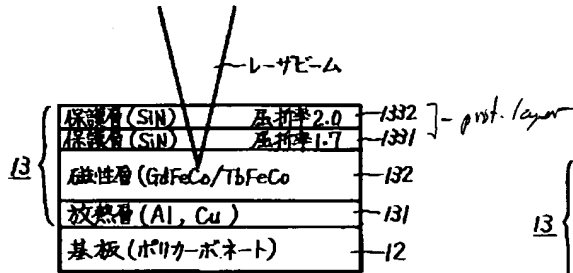 レーザビーム
保護層(SiN) 屈折率2.0 1332
保護層(SiN) 屈折率1.7 1331
prot. layer
13
磁性層(GdFeCo/TbFeCo 132
放熱層(Al, Cu) 131
基板(ポリカーボネート) 12
13